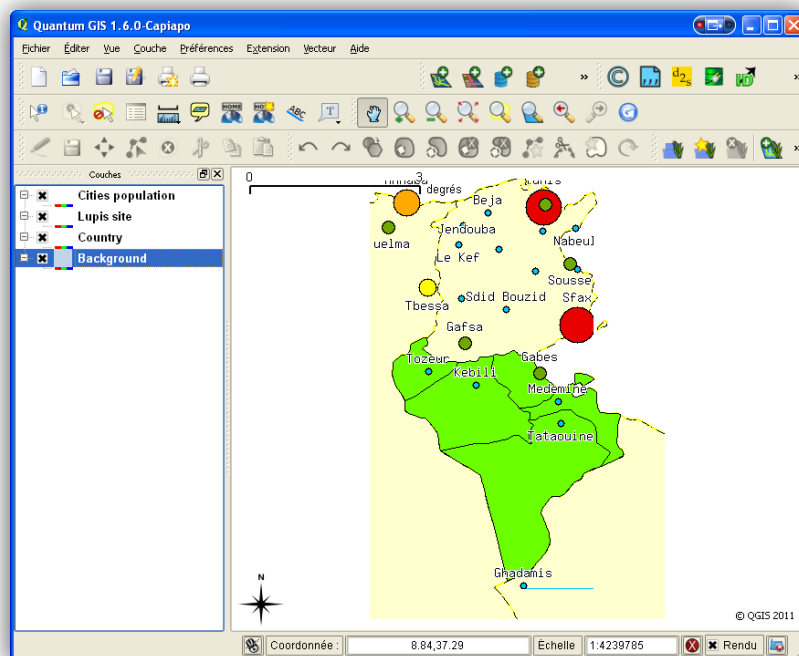 Quantum GIS 1.6.0-Capiapo
Fichier Éditer Vue Couche Préférences Extension Vecteur Aide
Couches
Cities population
Lupis site
Country
Background
0 3
degrés
Beja
Jendouba
Nabeul
uelma
Le Kef
Sousse
Tbessa
Sdid Bouzid
Sfax
Gafsa
Tozeur
Gabes
Kebili
Medemine
Tataouine
Ghadamis
N
© QGIS 2011
Coordonnée : 8.84,37.29 Échelle 1:4239785 Rendu